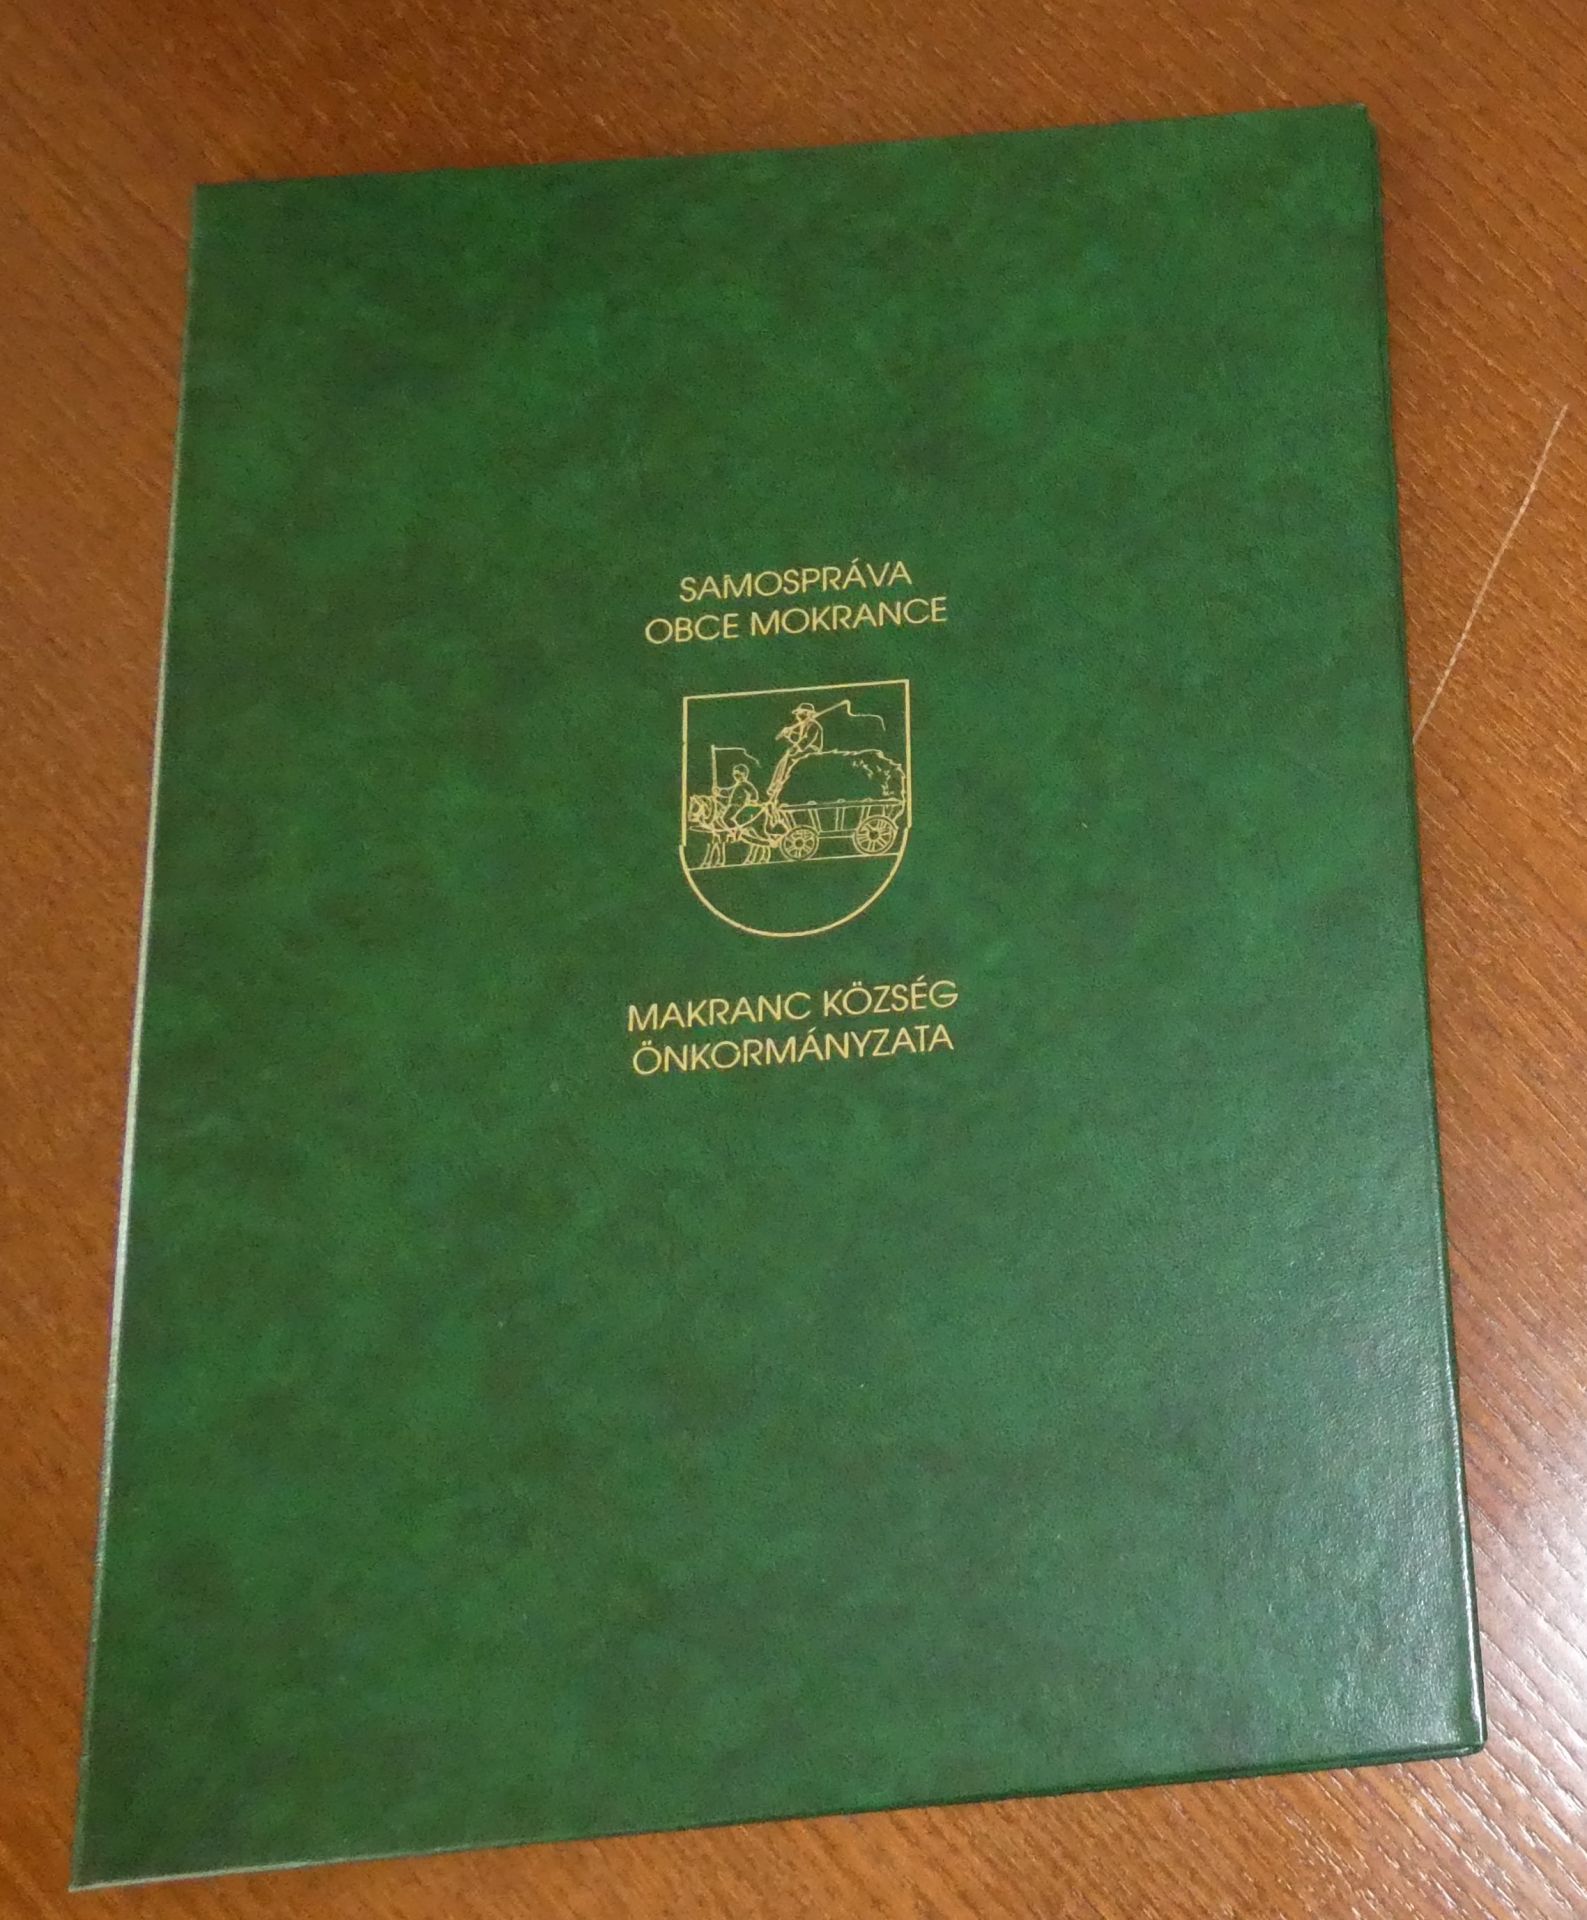 SAMOSPRÁVA
OBCE MOKRANCE
MAKRANC KÖZSÉG
ÖNKORMÁNYZATA